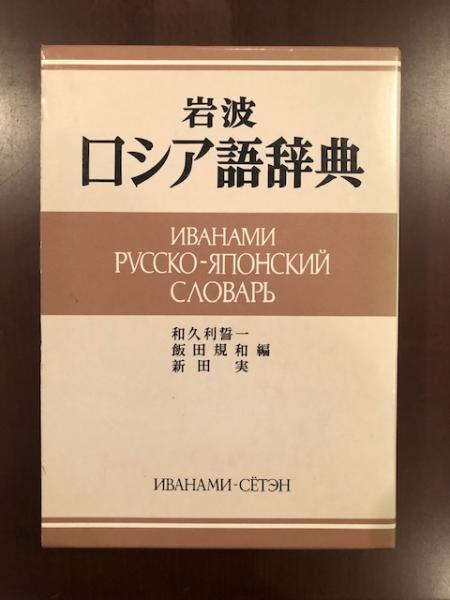 岩波
ロシア語辞典
ИВАНАМИ
РУССКО-ЯПОНСКИЙ
СЛОВАРЬ
和久利誓一
飯田規和編
新田実
ИВАНАМИ-СЁТЭН